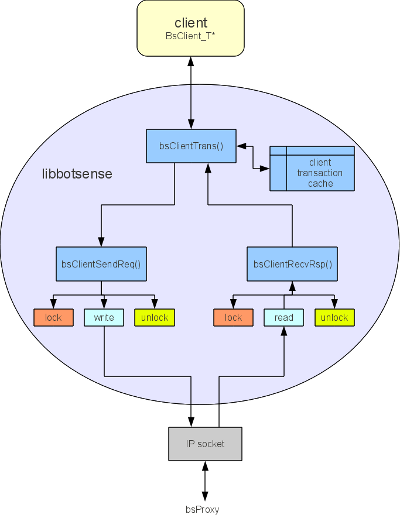 client
BsClient_T*
bsClientTrans()
client
transaction
cache
libbotsense
bsClientSendReq()
bsClientRecvRsp()
lock
write
unlock
lock
read
unlock
IP socket
bsProxy